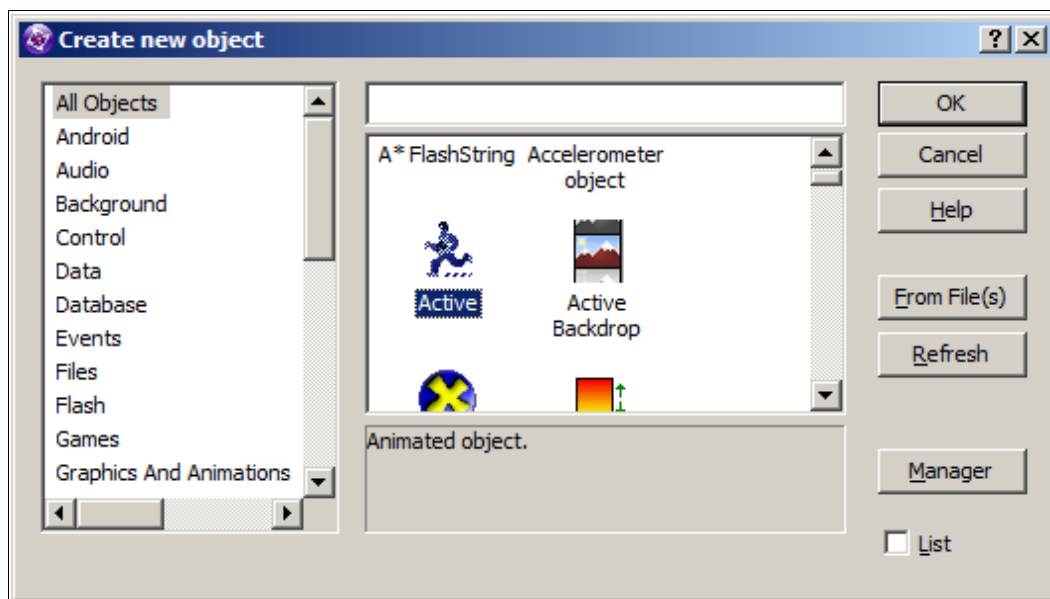 Create new object
All Objects
Android
Audio
Background
Control
Data
Database
Events
Files
Flash
Games
Graphics And Animations
A* FlashString
Accelerometer
object
Active
Active
Backdrop
Animated object.
OK
Cancel
Help
From File(s)
Refresh
Manager
List